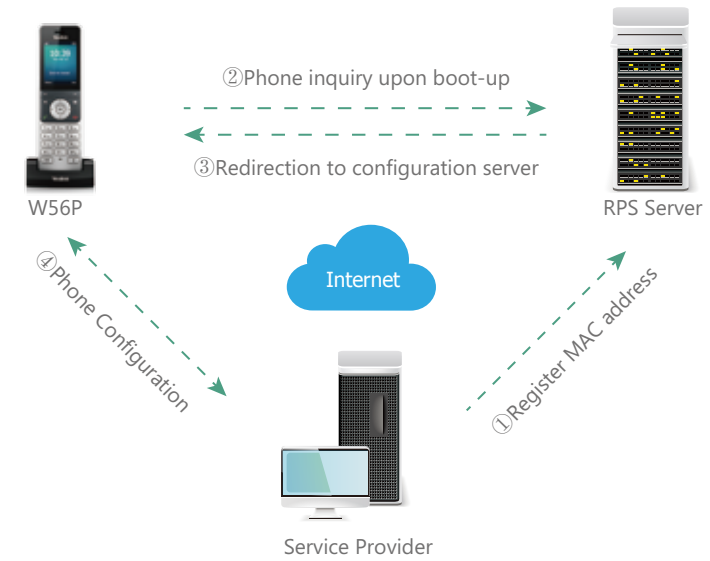 ②Phone inquiry upon boot-up
③Redirection to configuration server
W56P
RPS Server
Internet
④Phone Configuration
①Register MAC address
Service Provider